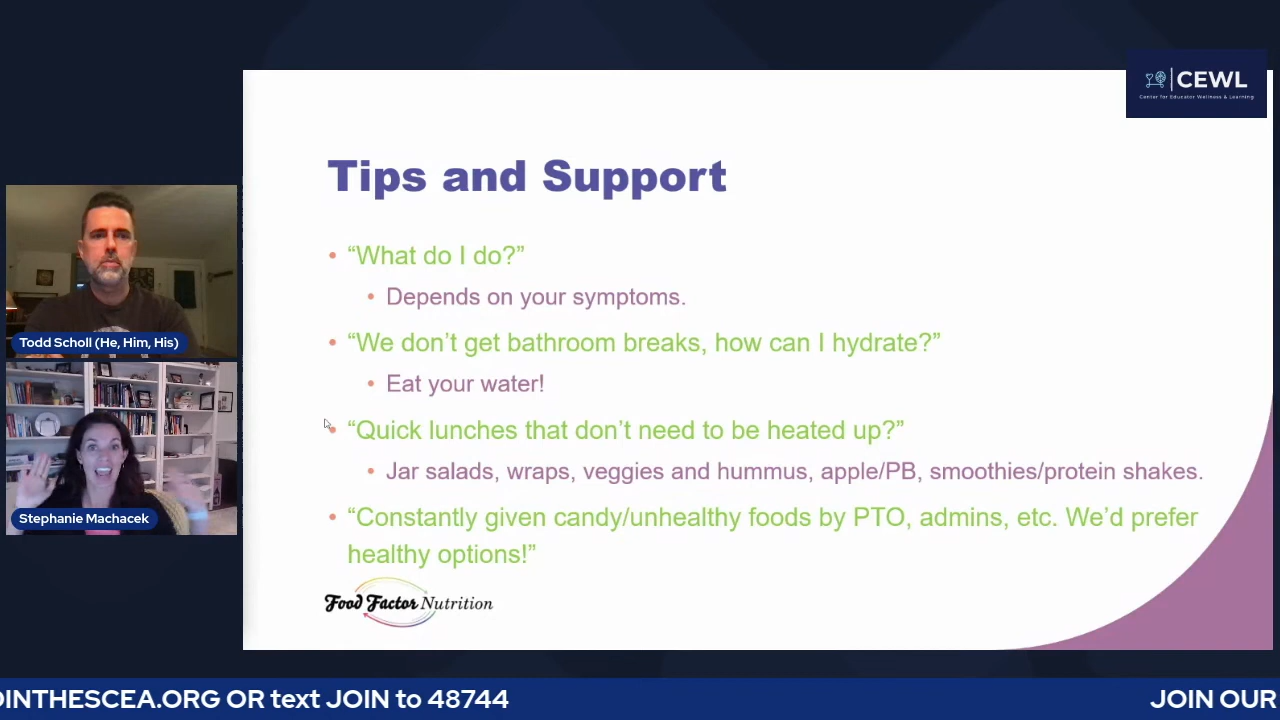 CEWL
Center for Educator Wellness & Learning
Tips and Support
• “What do I do?”
• Depends on your symptoms.
• “We don’t get bathroom breaks, how can I hydrate?”
• Eat your water!
• “Quick lunches that don’t need to be heated up?”
• Jar salads, wraps, veggies and hummus, apple/PB, smoothies/protein shakes.
• “Constantly given candy/unhealthy foods by PTO, admins, etc. We’d prefer
healthy options!”
Food Factor Nutrition
Todd Scholl (He, Him, His)
Stephanie Machacek
OINTHESCEA.ORG OR text JOIN to 48744
JOIN OUR